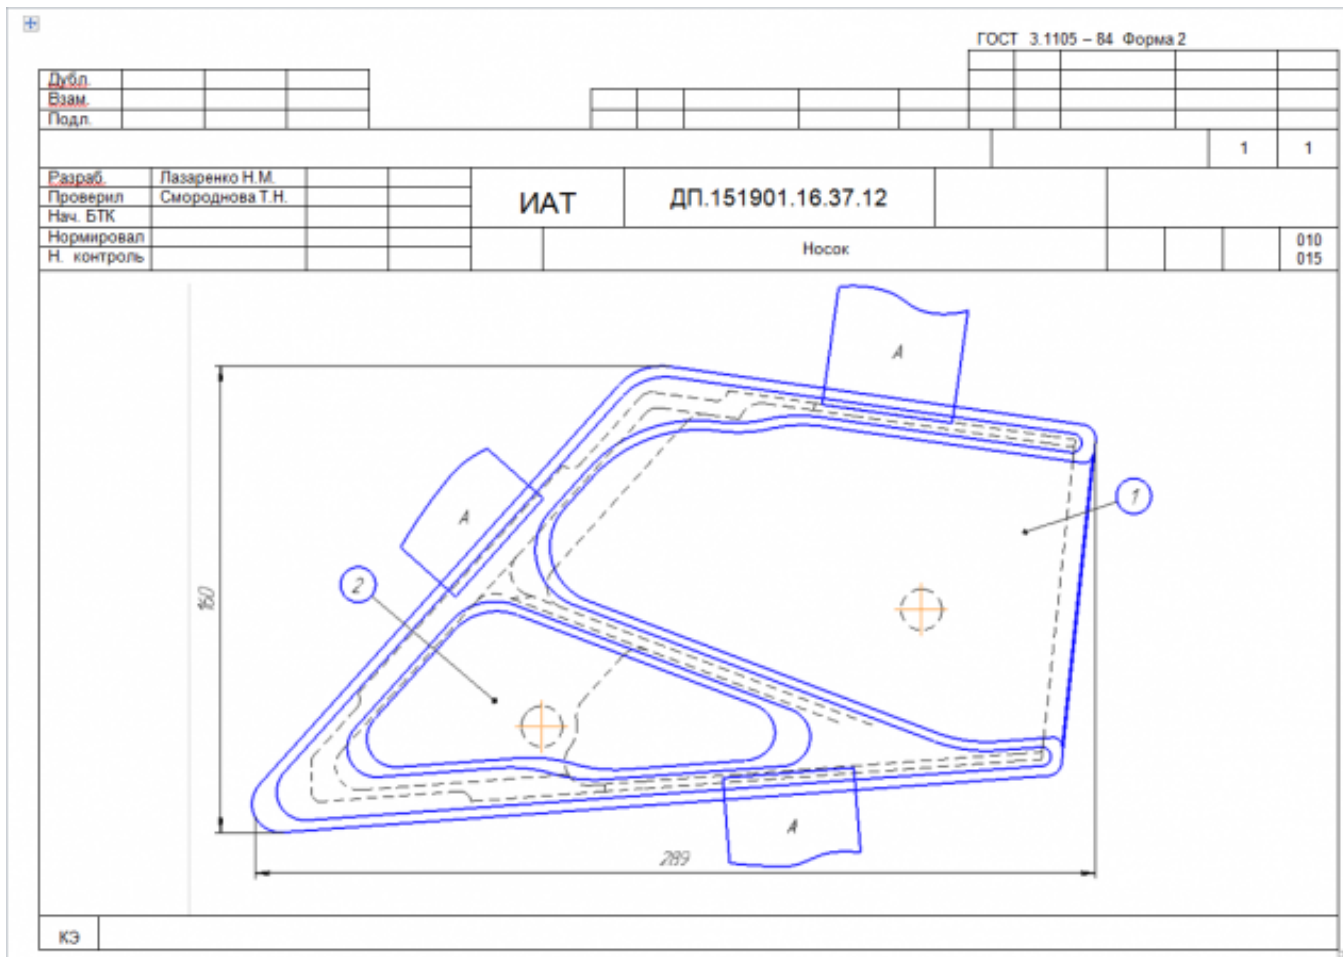 ГОСТ 3.1105 – 84 Форма 2
Дубл.
Взам.
Подл.
1 1
Разраб. Лазаренко Н.М.
Проверил Смороднова Т.Н.
Нач. БТК
ИАТ ДП.151901.16.37.12
Нормировал
Н. контроль
Носок
010
015
А
А
1
2
160
А
289
КЭ